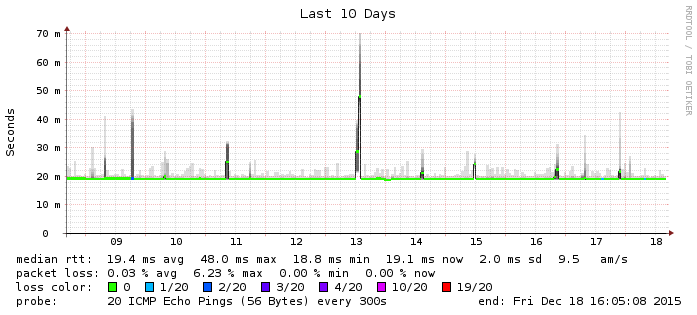 Last 10 Days
RRDTOOL / TOBI OETIKER
Seconds
70 m
60 m
50 m
40 m
30 m
20 m
10 m
0
09 10 11 12 13 14 15 16 17 18
median rtt: 19.4 ms avg 48.0 ms max 18.8 ms min 19.1 ms now 2.0 ms sd 9.5 am/s
packet loss: 0.03 % avg 6.23 % max 0.00 % min 0.00 % now
loss color: 0 1/20 2/20 3/20 4/20 10/20 19/20
probe: 20 ICMP Echo Pings (56 Bytes) every 300s end: Fri Dec 18 16:05:08 2015